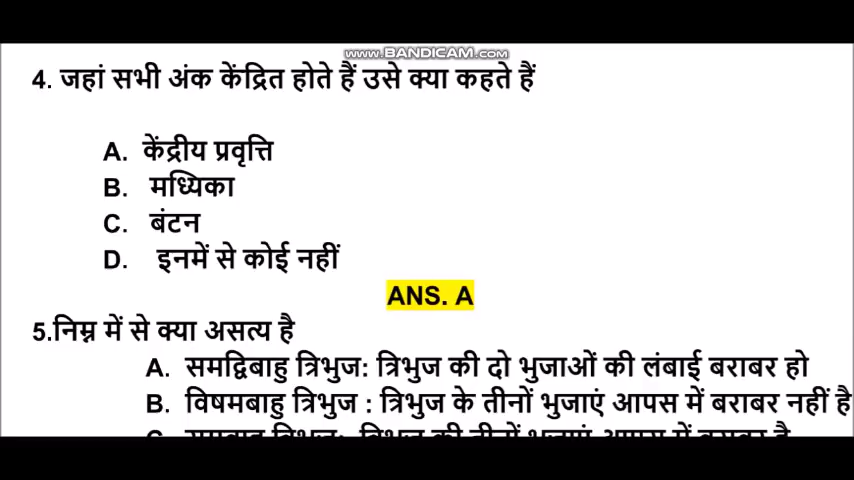 www.BANDICAM.com
4. जहां सभी अंक केंद्रित होते हैं उसे क्या कहते हैं
A. केंद्रीय प्रवृत्ति
B. मध्यिका
C. बंटन
D. इनमें से कोई नहीं
ANS. A
5.निम्न में से क्या असत्य है
A. समद्विबाहु त्रिभुज: त्रिभुज की दो भुजाओं की लंबाई बराबर हो
B. विषमबाहु त्रिभुज : त्रिभुज के तीनों भुजाएं आपस में बराबर नहीं है